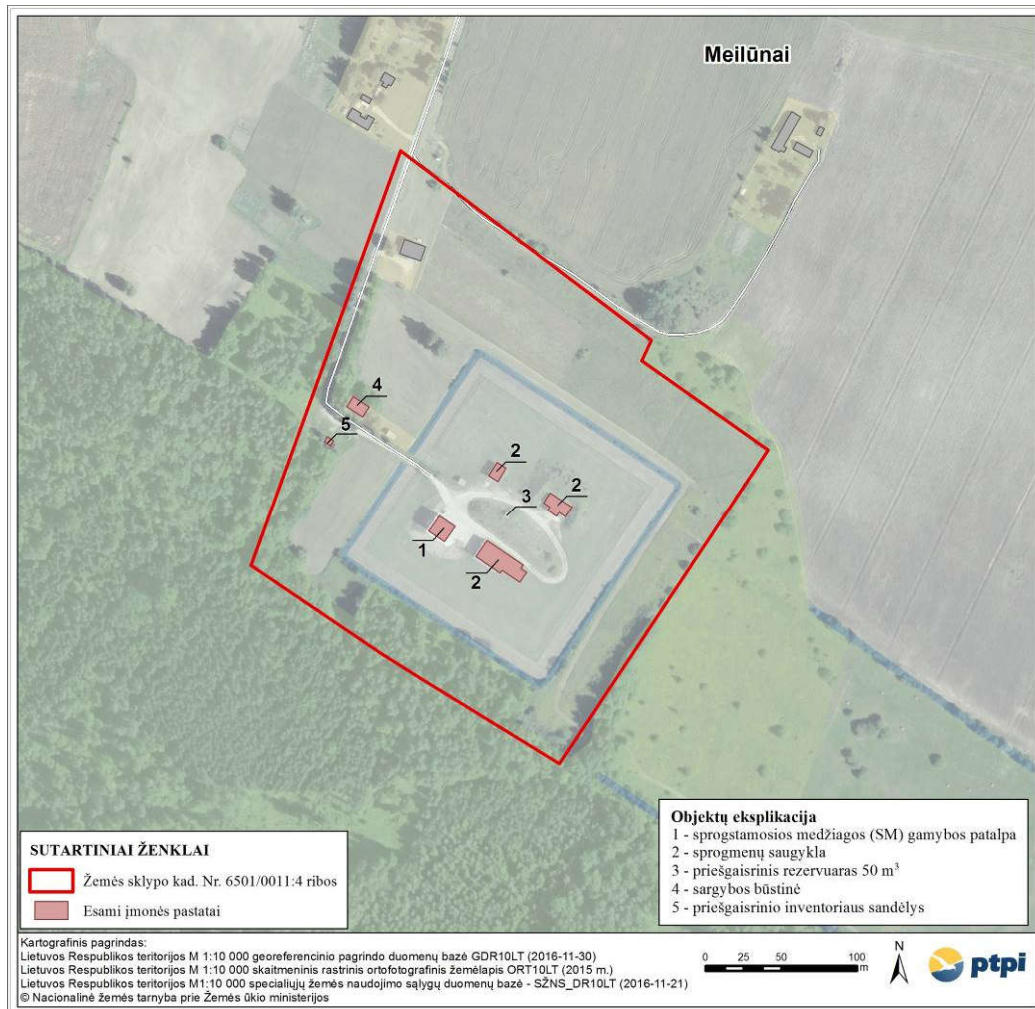 Meilūnai
4
5
2
2
3
1
2
SUTARTINIAI ŽENKLAI
Žemės sklypo kad. Nr. 6501/0011:4 ribos
Esami įmonės pastatai
Objektų eksplikacija
1 - sprogstamosios medžiagos (SM) gamybos patalpa
2 - sprogmenų saugykla
3 - priešgaisrinis rezervuaras 50 m³
4 - sargybos būstinė
5 - priešgaisrinio inventoriaus sandėlys
Kartografinis pagrindas:
Lietuvos Respublikos teritorijos M 1:10 000 georeferencinio pagrindo duomenų bazė GDR10LT (2016-11-30)
Lietuvos Respublikos teritorijos M 1:10 000 skaitmeninis rastrinis ortofotografinis žemėlapis ORT10LT (2015 m.)
Lietuvos Respublikos teritorijos M1:10 000 specialiųjų žemės naudojimo sąlygų duomenų bazė - SŽNS_DR10LT (2016-11-21)
© Nacionalinė žemės tarnyba prie Žemės ūkio ministerijos
0 25 50 100
m
N
ptpi